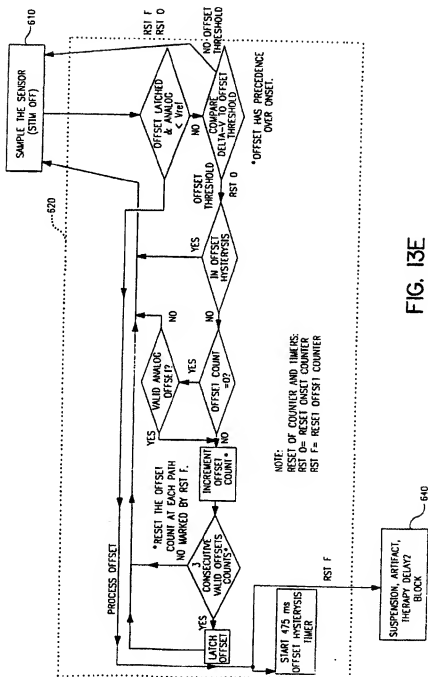 610
SAMPLE THE SENSOR
(STIM OFF)
620
RST F
RST O
NO OFFSET
THRESHOLD
OFFSET LATCHED
& ANALOG
< Vref
NO
COMPARE
DELTA-V TO OFFSET
THRESHOLD
*OFFSET HAS PRECEDENCE
OVER ONSET.
OFFSET
THRESHOLD
RST O
YES
IN OFFSET
HYSTERYSIS
NO
NO
VALID ANALOG
OFFSET?
YES
OFFSET COUNT
=0?
YES
NO
INCREMENT
OFFSET
COUNT*
*RESET THE OFFSET
COUNT AT EACH PATH
NO MARKED BY RST F.
3
CONSECUTIVE
VALID OFFSETS
COUNTS*
YES
LATCH
OFFSET
PROCESS OFFSET
START 475 ms
OFFSET HYSTERYSIS
TIMER
RST F
NOTE:
RESET OF COUNTER AND TIMERS:
RST O= RESET ONSET COUNTER
RST F= RESET OFFSET COUNTER
640
SUSPENSION, ARTIFACT,
THERAPY DELAY?
BLOCK
FIG. 13E